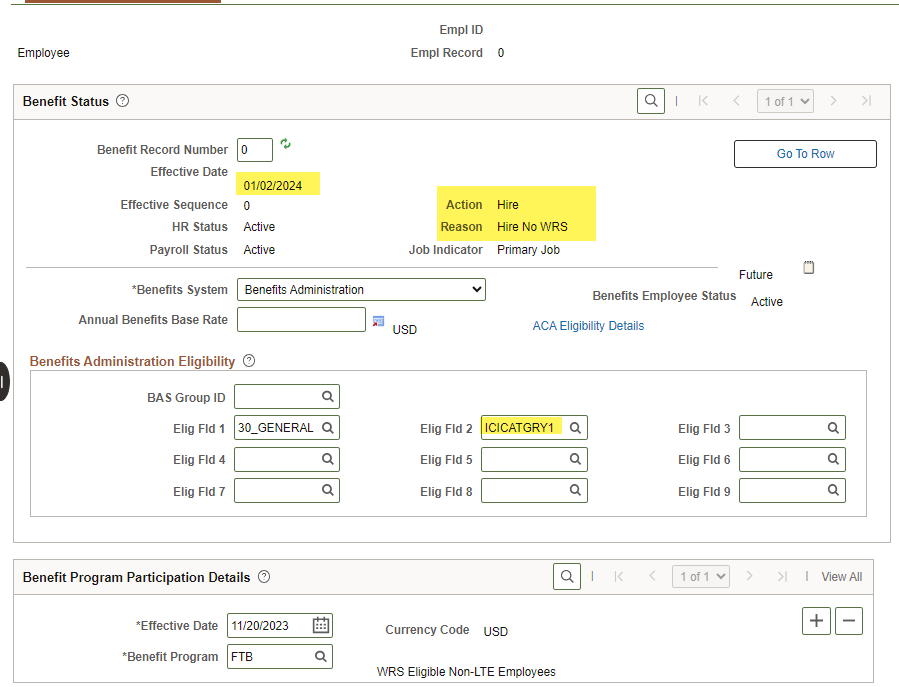 Empl ID
Employee
Empl Record 0
Benefit Status ?
| 1 of 1
Benefit Record Number 0
Go To Row
Effective Date 01/02/2024
Effective Sequence 0
Action Hire
HR Status Active
Reason Hire No WRS
Payroll Status Active
Job Indicator Primary Job
Future
*Benefits System Benefits Administration
Benefits Employee Status Active
Annual Benefits Base Rate USD
ACA Eligibility Details
Benefits Administration Eligibility ?
BAS Group ID
Elig Fld 1 30_GENERAL Elig Fld 2 ICICATGRY1 Elig Fld 3
Elig Fld 4 Elig Fld 5 Elig Fld 6
Elig Fld 7 Elig Fld 8 Elig Fld 9
Benefit Program Participation Details ?
| 1 of 1 | View All
*Effective Date 11/20/2023
Currency Code USD
*Benefit Program FTB
WRS Eligible Non-LTE Employees